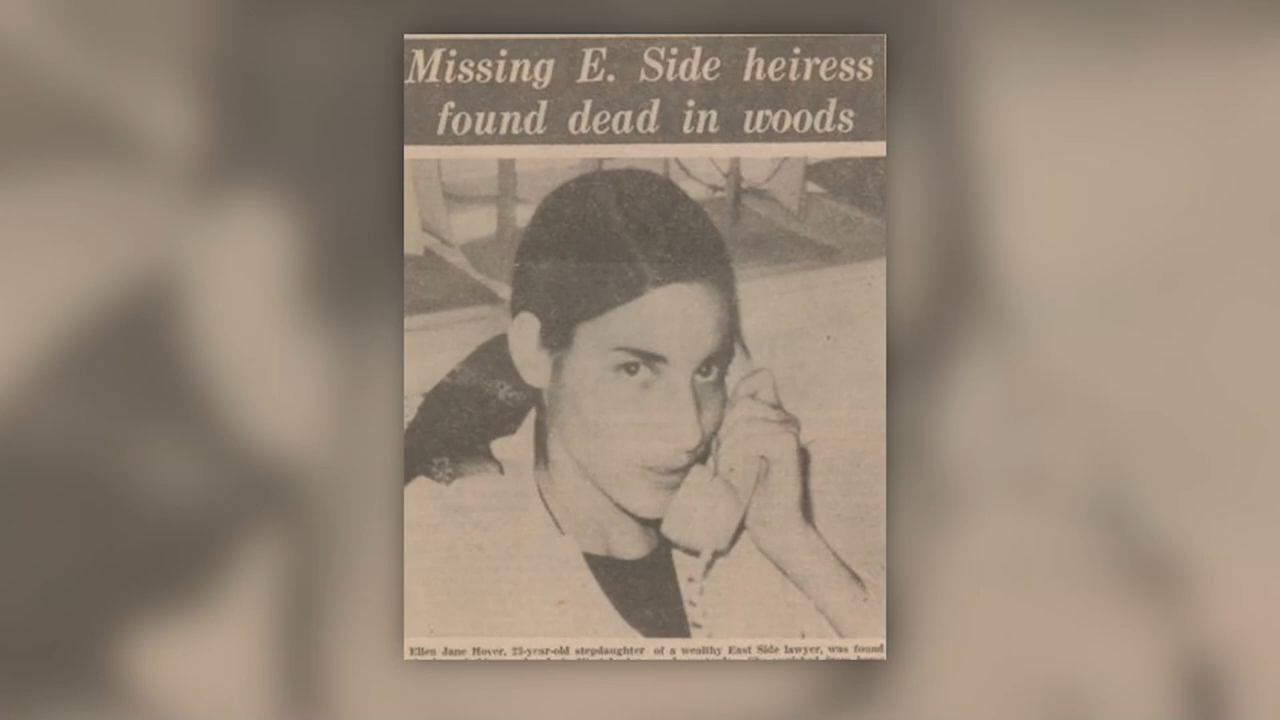 Missing E. Side heiress
found dead in woods
Ellen Jane Hover, 23-year-old stepdaughter of a wealthy East Side lawyer, was found